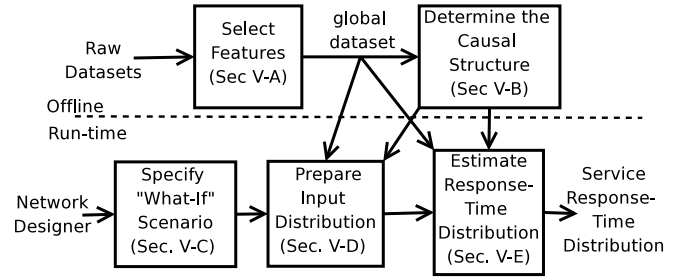 Raw
Datasets
Select
Features
(Sec V-A)
global
dataset
Determine the
Causal
Structure
(Sec V-B)
Offline
Run-time
Network
Designer
Specify
"What-If"
Scenario
(Sec. V-C)
Prepare
Input
Distribution
(Sec. V-D)
Estimate
Response-
Time
Distribution
(Sec. V-E)
Service
Response-
Time
Distribution